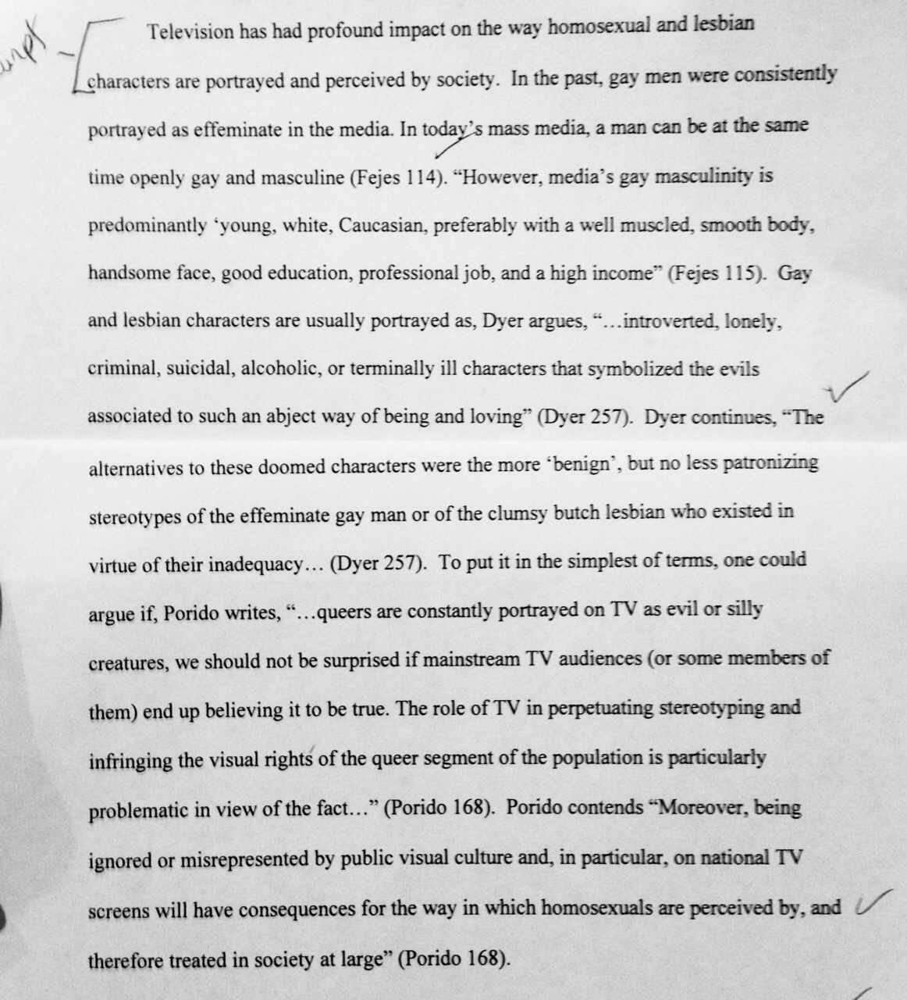 Television has had profound impact on the way homosexual and lesbian
characters are portrayed and perceived by society.  In the past, gay men were consistently
portrayed as effeminate in the media. In today's mass media, a man can be at the same
time openly gay and masculine (Fejes 114). “However, media's gay masculinity is
predominantly ‘young, white, Caucasian, preferably with a well muscled, smooth body,
handsome face, good education, professional job, and a high income” (Fejes 115).  Gay
and lesbian characters are usually portrayed as, Dyer argues, “…introverted, lonely,
criminal, suicidal, alcoholic, or terminally ill characters that symbolized the evils
associated to such an abject way of being and loving” (Dyer 257).  Dyer continues, “The
alternatives to these doomed characters were the more ‘benign’, but no less patronizing
stereotypes of the effeminate gay man or of the clumsy butch lesbian who existed in
virtue of their inadequacy… (Dyer 257).  To put it in the simplest of terms, one could
argue if, Porido writes, “…queers are constantly portrayed on TV as evil or silly
creatures, we should not be surprised if mainstream TV audiences (or some members of
them) end up believing it to be true. The role of TV in perpetuating stereotyping and
infringing the visual rights of the queer segment of the population is particularly
problematic in view of the fact…” (Porido 168).  Porido contends “Moreover, being
ignored or misrepresented by public visual culture and, in particular, on national TV
screens will have consequences for the way in which homosexuals are perceived by, and
therefore treated in society at large” (Porido 168).